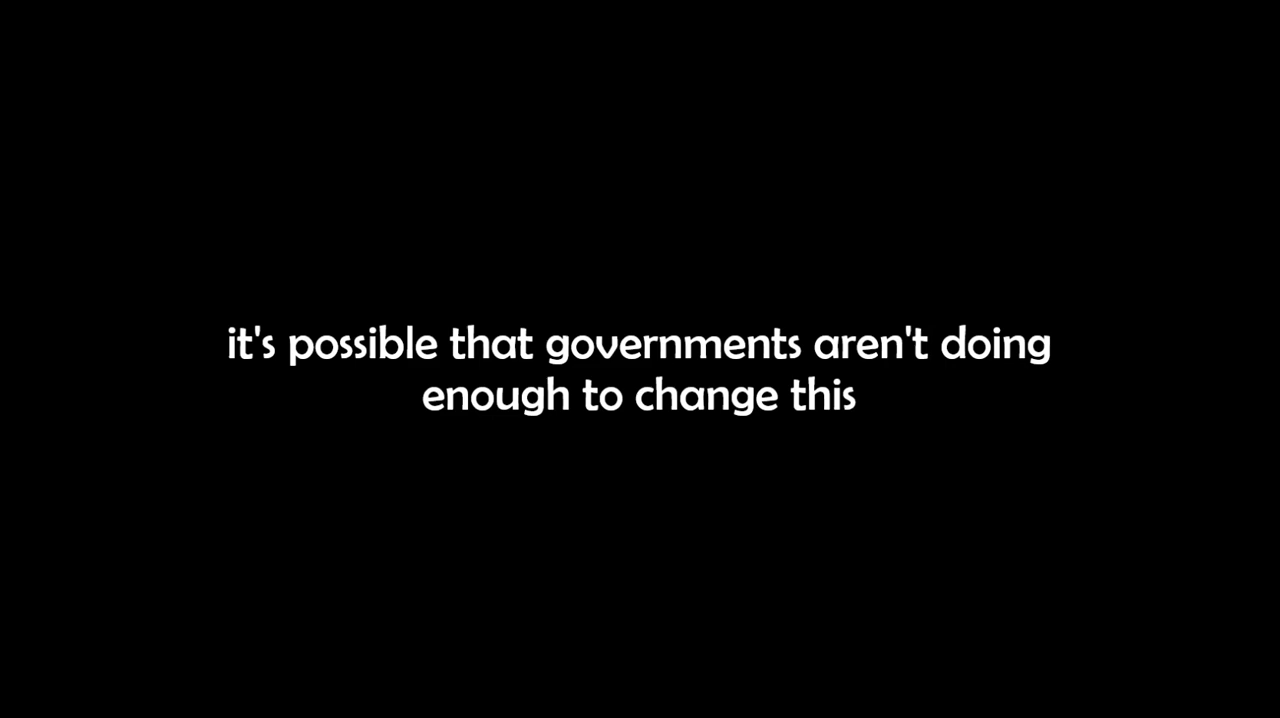 it's possible that governments aren't doing
enough to change this